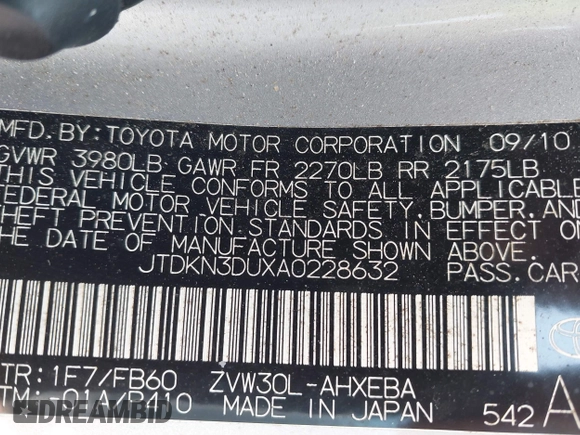 MFD. BY: TOYOTA MOTOR CORPORATION 09/10
GVWR 3980LB GAWR FR 2270LB RR 2175LB
THIS VEHICLE CONFORMS TO ALL APPLICABLE
FEDERAL MOTOR VEHICLE SAFETY, BUMPER, AND
THEFT PREVENTION STANDARDS IN EFFECT ON
THE DATE OF MANUFACTURE SHOWN ABOVE.
JTDKN3DUXA0228632 PASS. CAR
TR: 1F7/FB60 ZVW30L-AHXEBA
MADE IN JAPAN 542 A
DEALERSHIP